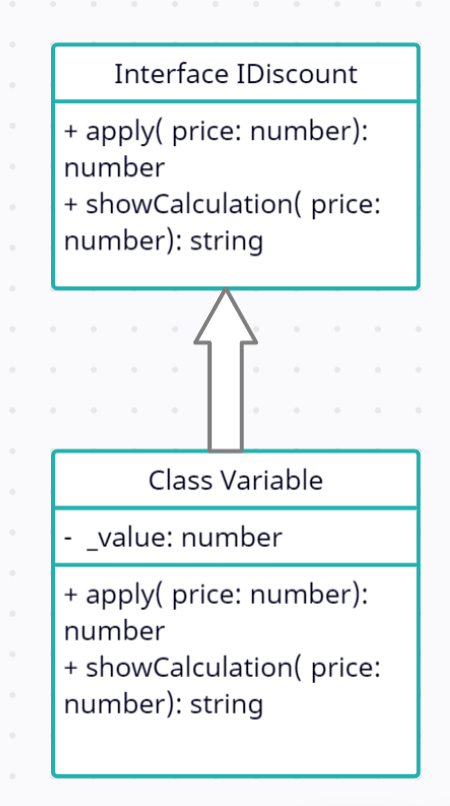 Interface IDiscount
+ apply( price: number):
number
+ showCalculation( price:
number): string
Class Variable
- _value: number
+ apply( price: number):
number
+ showCalculation( price:
number): string